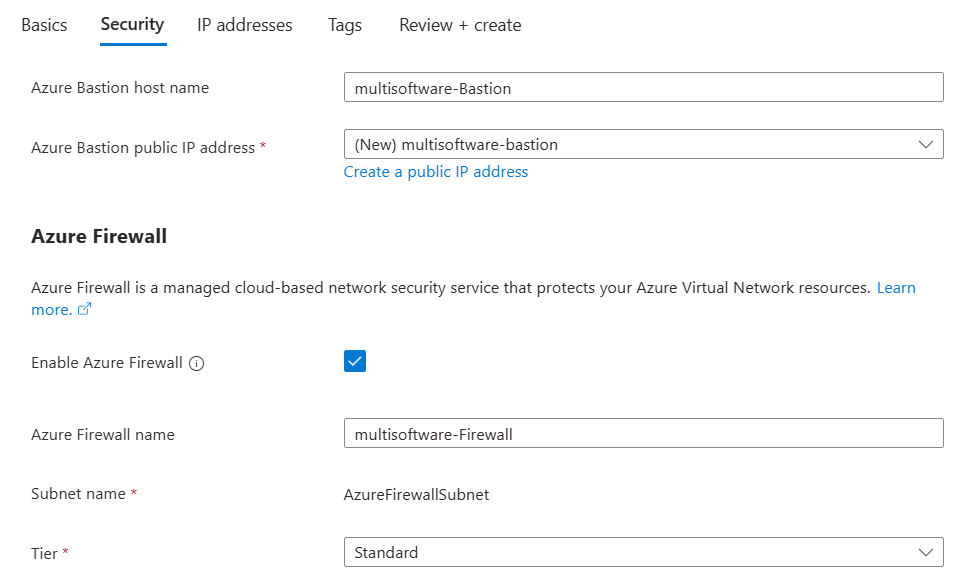 Basics Security IP addresses Tags Review + create
Azure Bastion host name multisoftware-Bastion
Azure Bastion public IP address * (New) multisoftware-bastion
Create a public IP address
Azure Firewall
Azure Firewall is a managed cloud-based network security service that protects your Azure Virtual Network resources. Learn
more.
Enable Azure Firewall
Azure Firewall name multisoftware-Firewall
Subnet name * AzureFirewallSubnet
Tier * Standard